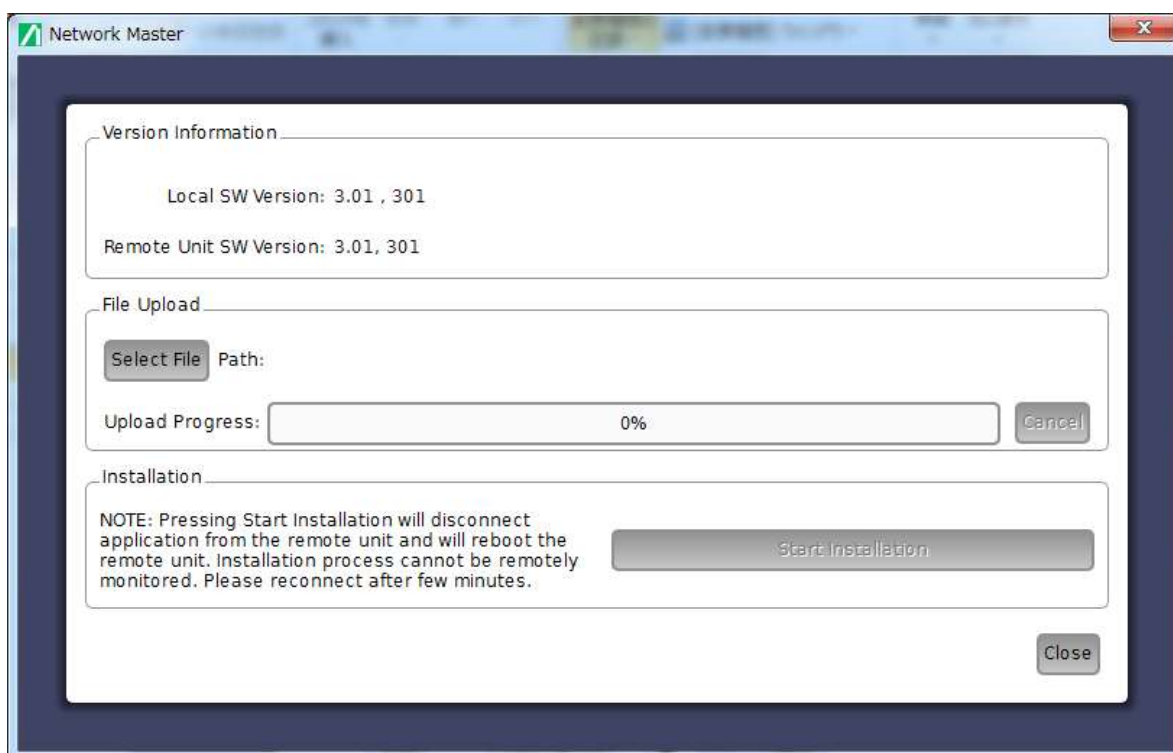 Network Master
Version Information
Local SW Version: 3.01 , 301
Remote Unit SW Version: 3.01, 301
File Upload
Select File Path:
Upload Progress: 0% Cancel
Installation
NOTE: Pressing Start Installation will disconnect
application from the remote unit and will reboot the
remote unit. Installation process cannot be remotely
monitored. Please reconnect after few minutes.
Start Installation
Close